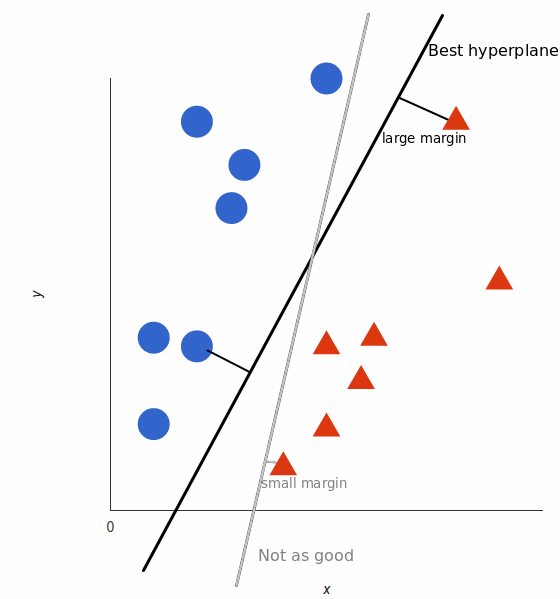 Best hyperplane
large margin
y
small margin
0
Not as good
x